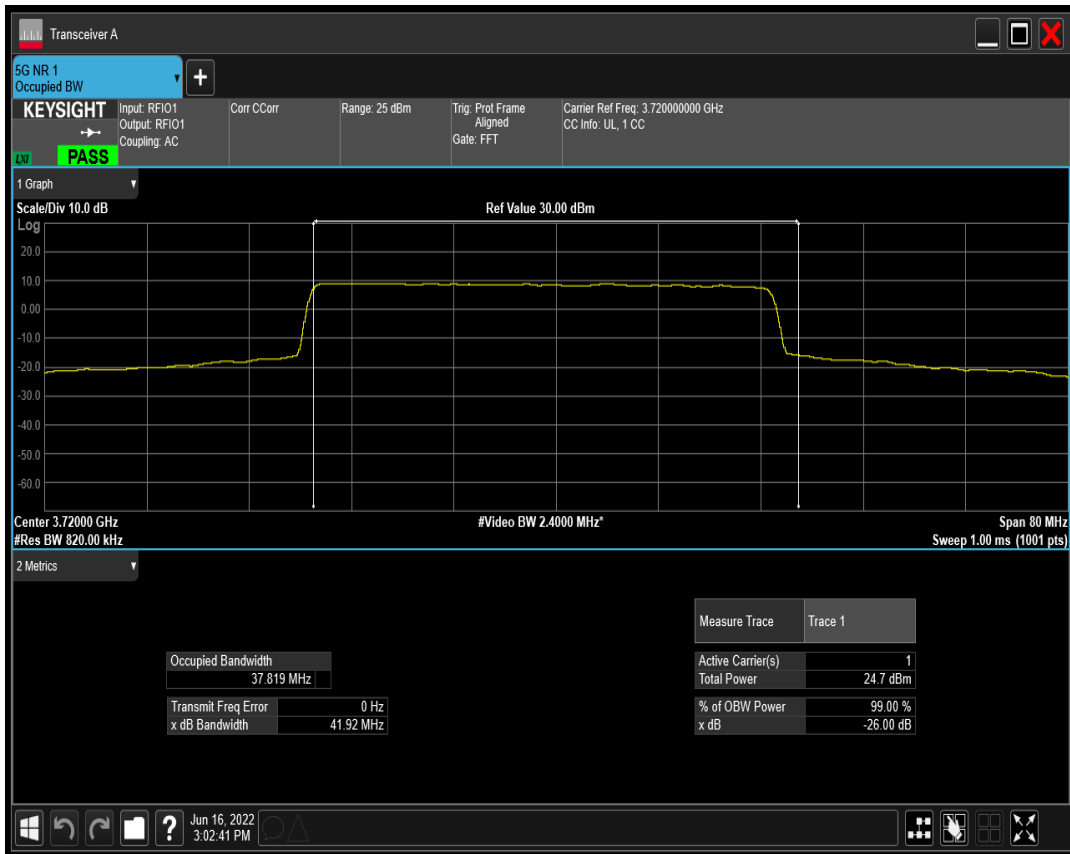 Transceiver A
5G NR 1
Occupied BW
KEYSIGHT
LXI
PASS
Input: RFIO1
Output: RFIO1
Coupling: AC
Corr CCorr
Range: 25 dBm
Trig: Prot Frame
Aligned
Gate: FFT
Carrier Ref Freq: 3.720000000 GHz
CC Info: UL, 1 CC
1 Graph
Scale/Div 10.0 dB
Ref Value 30.00 dBm
Log
20.0
10.0
0.00
-10.0
-20.0
-30.0
-40.0
-50.0
-60.0
Center 3.72000 GHz
#Video BW 2.4000 MHz*
Span 80 MHz
#Res BW 820.00 kHz
Sweep 1.00 ms (1001 pts)
2 Metrics
Measure Trace Trace 1
Occupied Bandwidth
37.819 MHz
Active Carrier(s) 1
Total Power 24.7 dBm
Transmit Freq Error 0 Hz
x dB Bandwidth 41.92 MHz
% of OBW Power 99.00 %
x dB -26.00 dB
?
Jun 16, 2022
3:02:41 PM